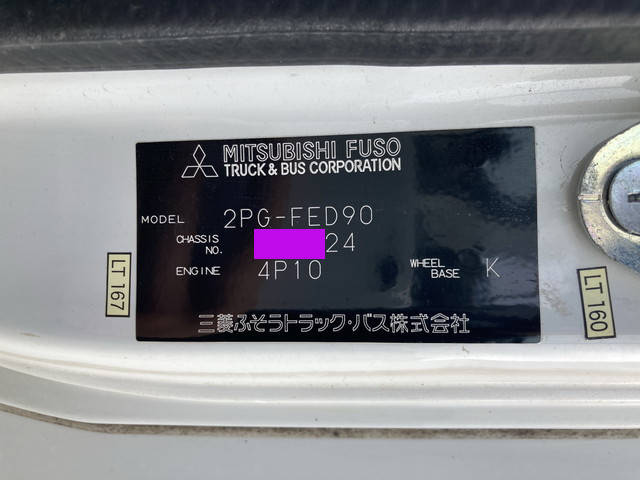 MITSUBISHI FUSO
TRUCK & BUS CORPORATION
MODEL 2PG-FED90
CHASSIS NO. 24
ENGINE 4P10 WHEEL BASE K
三菱ふそうトラック・バス株式会社
LT 167
LT 160